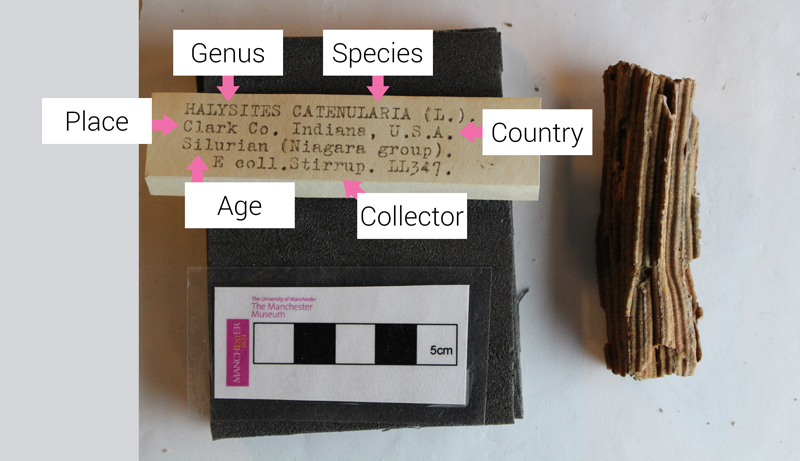 Genus
Species
Place
Country
HALYSITES CATENULARIA (L.).
Clark Co. Indiana, U.S.A.
Silurian (Niagara group).
E coll.Stirrup. LL347.
Age
Collector
The University of Manchester
The Manchester
Museum
MANCHESTER
1824
5cm